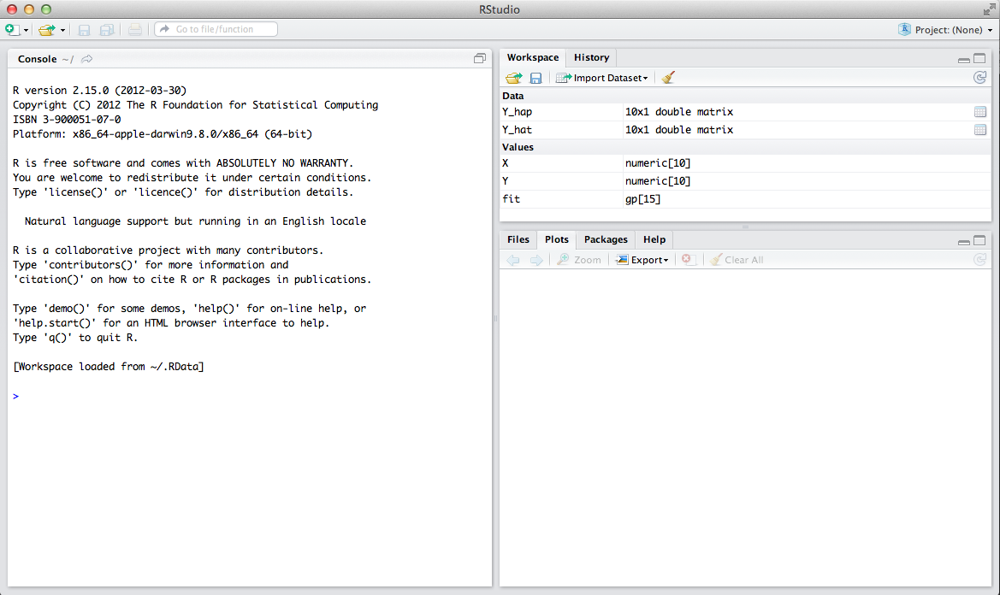 RStudio
Go to file/function
Project: (None)
Console ~/
R version 2.15.0 (2012-03-30)
Copyright (C) 2012 The R Foundation for Statistical Computing
ISBN 3-900051-07-0
Platform: x86_64-apple-darwin9.8.0/x86_64 (64-bit)
R is free software and comes with ABSOLUTELY NO WARRANTY.
You are welcome to redistribute it under certain conditions.
Type 'license()' or 'licence()' for distribution details.
Natural language support but running in an English locale
R is a collaborative project with many contributors.
Type 'contributors()' for more information and
'citation()' on how to cite R or R packages in publications.
Type 'demo()' for some demos, 'help()' for on-line help, or
'help.start()' for an HTML browser interface to help.
Type 'q()' to quit R.
[Workspace loaded from ~/.RData]
>
Workspace History
Import Dataset
Data
Y_hap 10x1 double matrix
Y_hat 10x1 double matrix
Values
X numeric[10]
Y numeric[10]
fit gp[15]
Files Plots Packages Help
Zoom Export Clear All